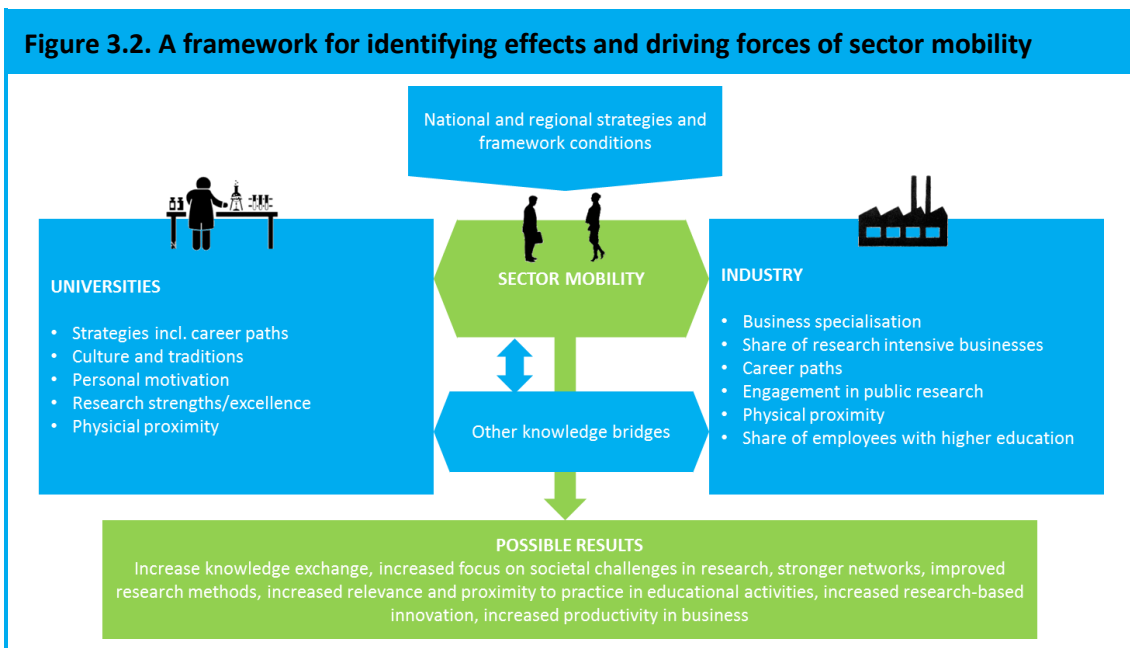 Figure 3.2. A framework for identifying effects and driving forces of sector mobility
National and regional strategies and
framework conditions
UNIVERSITIES
• Strategies incl. career paths
• Culture and traditions
• Personal motivation
• Research strengths/excellence
• Physicial proximity
SECTOR MOBILITY
Other knowledge bridges
INDUSTRY
• Business specialisation
• Share of research intensive businesses
• Career paths
• Engagement in public research
• Physical proximity
• Share of employees with higher education
POSSIBLE RESULTS
Increase knowledge exchange, increased focus on societal challenges in research, stronger networks, improved
research methods, increased relevance and proximity to practice in educational activities, increased research-based
innovation, increased productivity in business